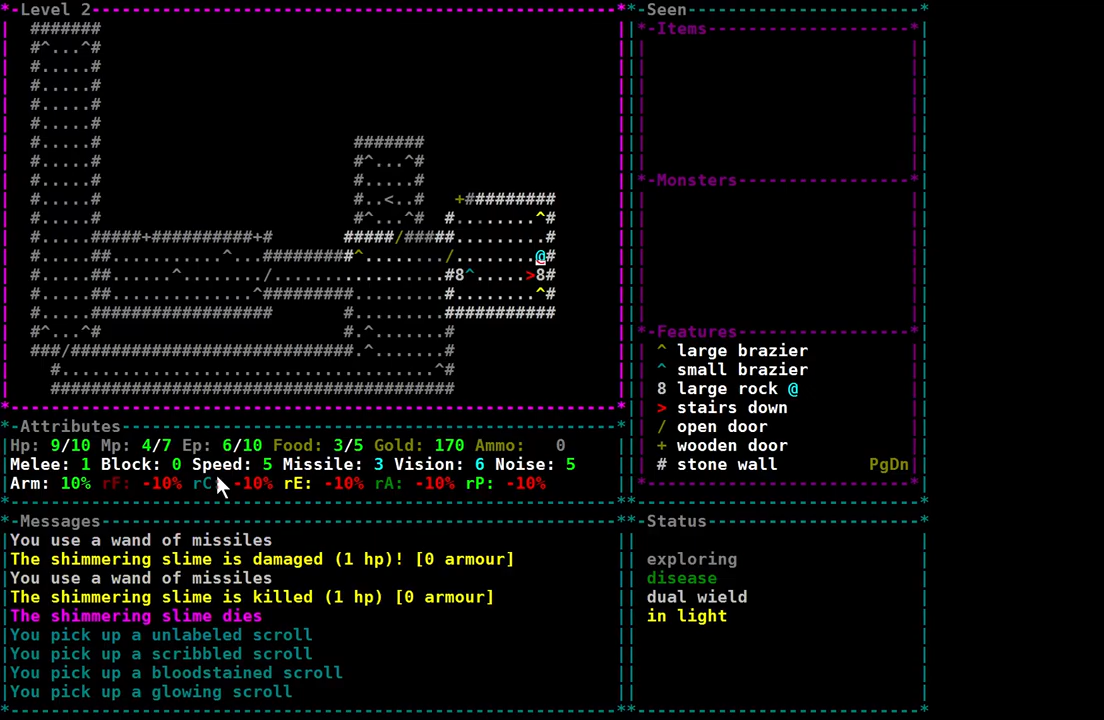 *-Level 2
*-Seen
*-Items
#######
#^...^#
#.....#
#.....#
#.....#
#.....#
#.....# #######
#.....# #^...^#
#.....# #.....#
*-Monsters
#.....# #..<..# +#########
#.....# #^...^# #........^#
#.....#####+##########+# #####/#####.........#
#.....##............^...########^......../........@#
#.....##......^......../..................#8^.....>8#
#.....##...............^##########.........#........^#
#.....################## #.........############
#^...^# #.^.......#
*-Features
^ large brazier
###/################################.^.......#
^ small brazier
#.........................................^#
8 large rock @
> stairs down
/ open door
+ wooden door
# stone wall PgDn
*-Attributes
Hp: 9/10 Mp: 4/7 Ep: 6/10 Food: 3/5 Gold: 170 Ammo: 0
Melee: 1 Block: 0 Speed: 5 Missile: 3 Vision: 6 Noise: 5
Arm: 10% rF: -10% rC: -10% rE: -10% rA: -10% rP: -10%
*-Messages
You use a wand of missiles
The shimmering slime is damaged (1 hp)! [0 armour]
You use a wand of missiles
The shimmering slime is killed (1 hp) [0 armour]
The shimmering slime dies
You pick up a unlabeled scroll
You pick up a scribbled scroll
You pick up a bloodstained scroll
You pick up a glowing scroll
*-Status
exploring
disease
dual wield
in light